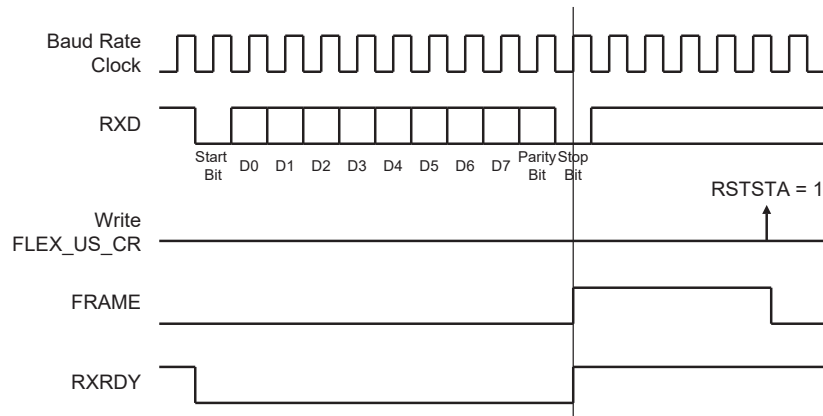 Baud Rate
Clock
RXD
Start D0 D1 D2 D3 D4 D5 D6 D7 Parity Stop
Bit Bit Bit
RSTSTA = 1
Write
FLEX_US_CR
FRAME
RXRDY